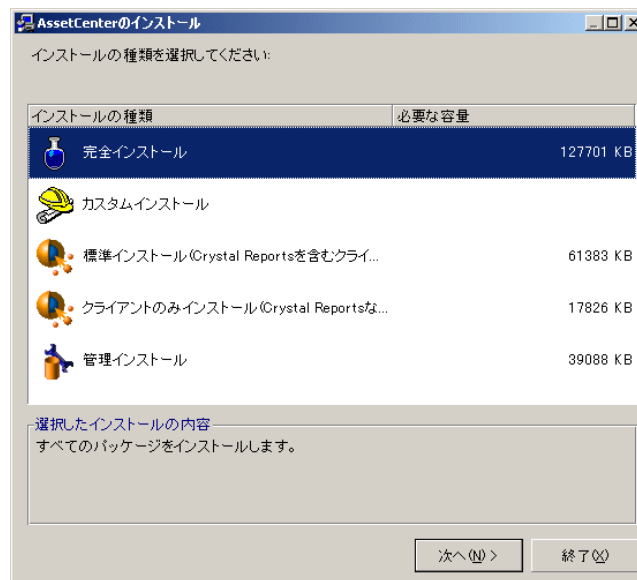 AssetCenterのインストール
インストールの種類を選択してください:
インストールの種類 必要な容量
完全インストール 127701 KB
カスタムインストール
標準インストール(Crystal Reportsを含むクライ... 61383 KB
クライアントのみインストール(Crystal Reportsな... 17826 KB
管理インストール 39088 KB
選択したインストールの内容
すべてのパッケージをインストールします。
次へ(N) > 終了(X)